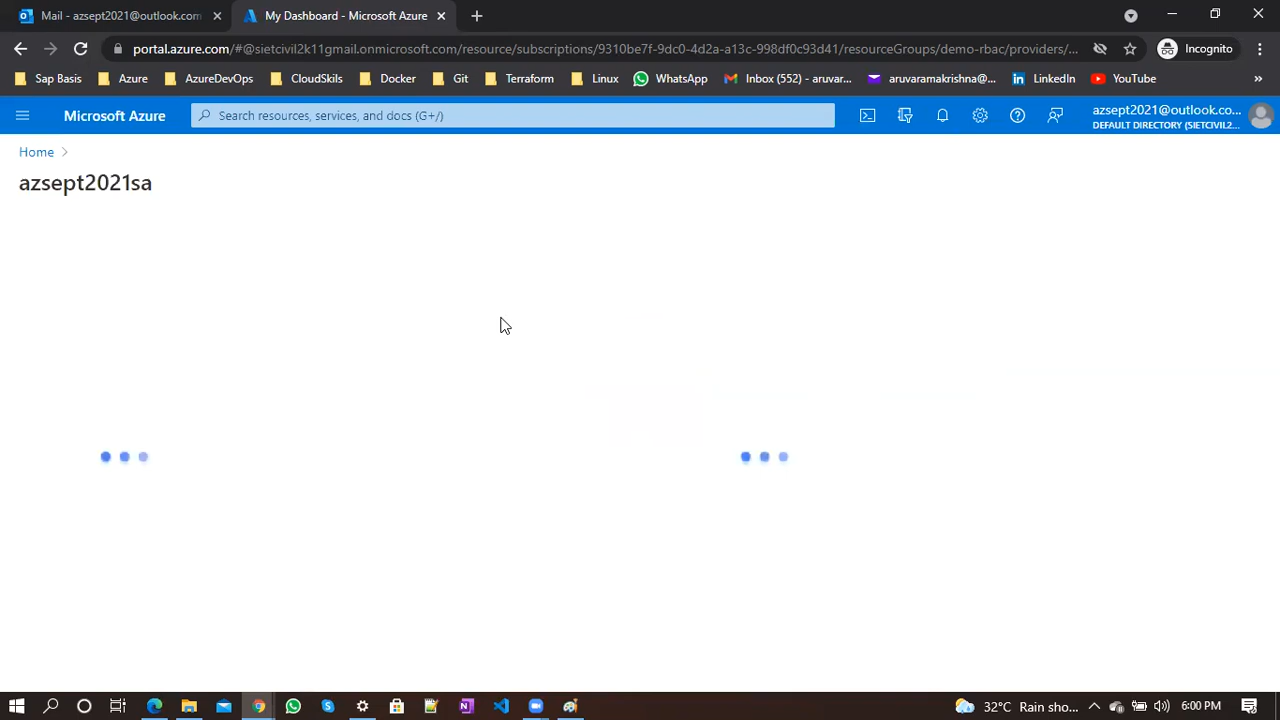 Mail - azsept2021@outlook.com
My Dashboard - Microsoft Azure
portal.azure.com/#@sietcivil2k11gmail.onmicrosoft.com/resource/subscriptions/9310be7f-9dc0-4d2a-a13c-998df0c93d41/resourceGroups/demo-rbac/providers/...
Incognito
Sap Basis
Azure
AzureDevOps
CloudSkils
Docker
Git
Terraform
Linux
WhatsApp
Inbox (552) - aruvar...
aruvaramakrishna@...
LinkedIn
YouTube
»
Microsoft Azure
Search resources, services, and docs (G+/)
azsept2021@outlook.co...
DEFAULT DIRECTORY (SIETCIVIL2...
Home >
azsept2021sa
32°C Rain sho...
6:00 PM